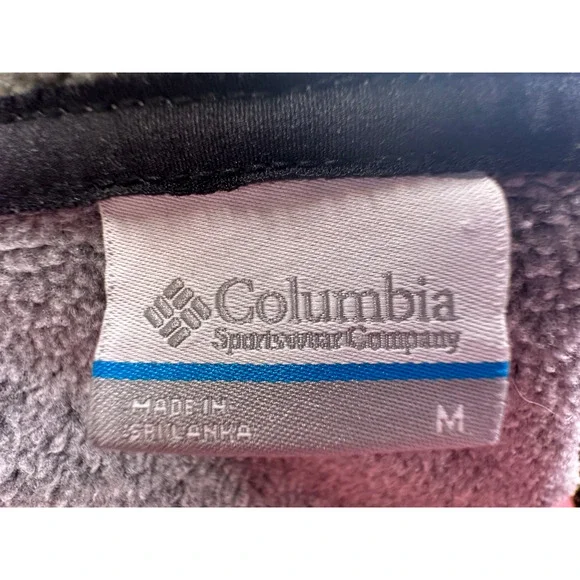 Columbia
Sportswear Company
MADE IN
SRI LANKA
M